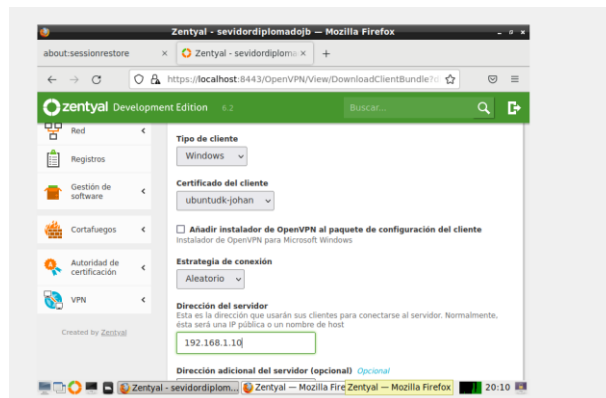 Zentyal - sevidordiplomadojb — Mozilla Firefox
about:sessionrestore
Zentyal - sevidordiploma
https://localhost:8443/OpenVPN/View/DownloadClientBundle?d
zentyal Development Edition 6.2
Buscar...
Red
Registros
Gestión de
software
Cortafuegos
Autoridad de
certificación
VPN
Created by Zentyal
Tipo de cliente
Windows
Certificado del cliente
ubuntudk-johan
Añadir instalador de OpenVPN al paquete de configuración del cliente
Instalador de OpenVPN para Microsoft Windows
Estrategia de conexión
Aleatorio
Dirección del servidor
Esta es la dirección que usarán sus clientes para conectarse al servidor. Normalmente,
ésta será una IP pública o un nombre de host
192.168.1.10
Dirección adicional del servidor (opcional) Opcional
Zentyal - sevidordiplom...
Zentyal — Mozilla Fire
Zentyal — Mozilla Firefox
20:10